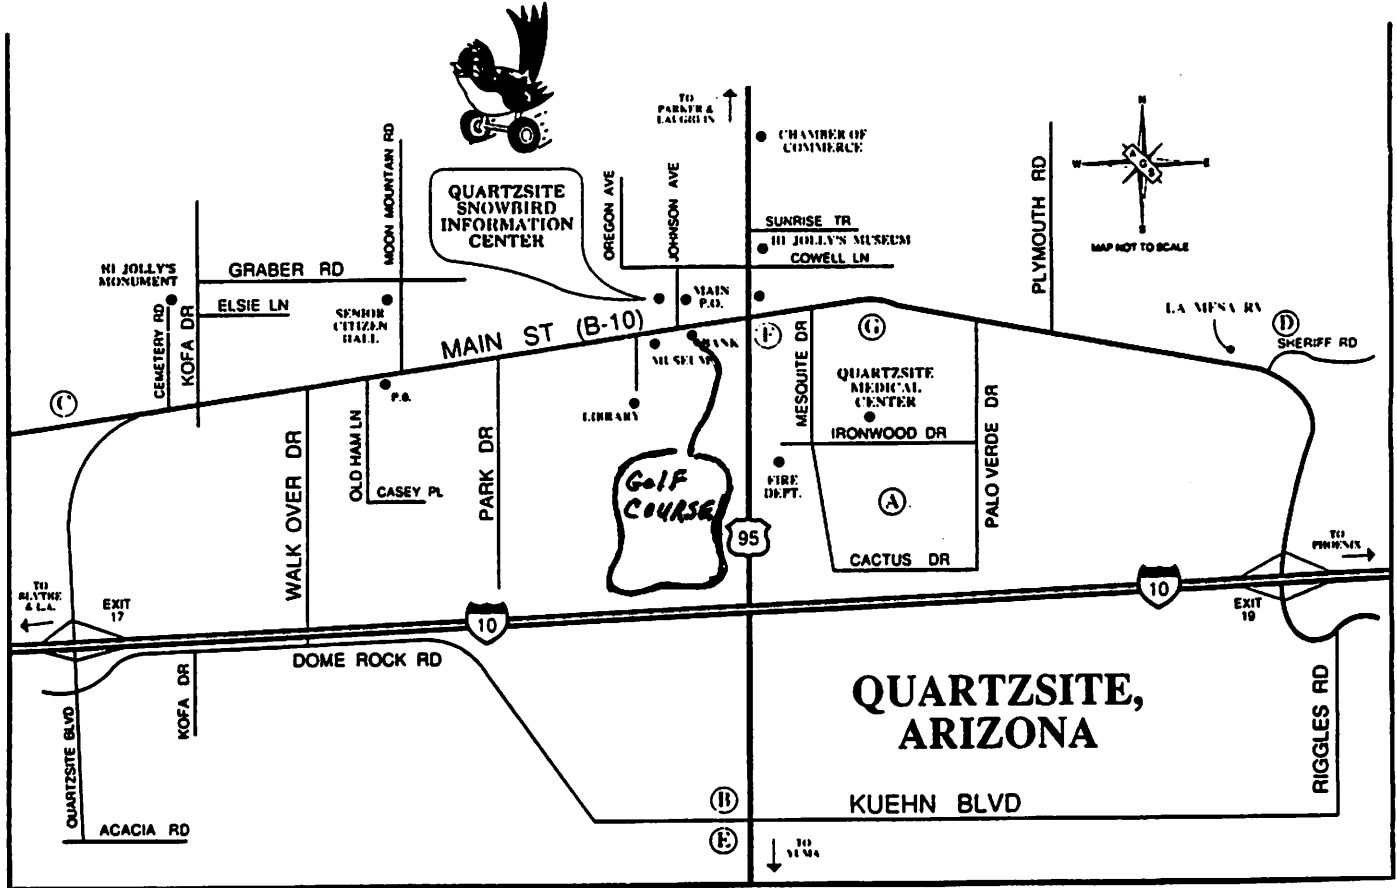 TO
PARKER &
LAUGHLIN
CHAMBER OF
COMMERCE
N
W
E
S
A
G
S
MAP NOT TO SCALE
MOON MOUNTAIN RD
QUARTZSITE
SNOWBIRD
INFORMATION
CENTER
OREGON AVE
JOHNSON AVE
SUNRISE TR
HI JOLLY'S MUSEUM
COWELL LN
PLYMOUTH RD
HI JOLLY'S
MONUMENT
GRABER RD
ELSIE LN
CEMETERY RD
KOFA DR
SENIOR
CITIZEN
HALL
MAIN ST (B-10)
MAIN
P.O.
BANK
MUSEUM
F
G
MESQUITE DR
LA MESA RV
D
SHERIFF RD
C
P.O.
LIBRARY
QUARTZSITE
MEDICAL
CENTER
IRONWOOD DR
PALO VERDE DR
WALK OVER DR
OLD HAM LN
CASEY PL
PARK DR
GOLF
COURSE
FIRE
DEPT.
A
95
CACTUS DR
TO
PHOENIX
TO
BLYTHE
& L.A.
EXIT
17
10
10
EXIT
19
DOME ROCK RD
KOFA DR
QUARTZSITE BLVD
QUARTZSITE,
ARIZONA
RIGGLES RD
B
KUEHN BLVD
ACACIA RD
E
TO
YUMA